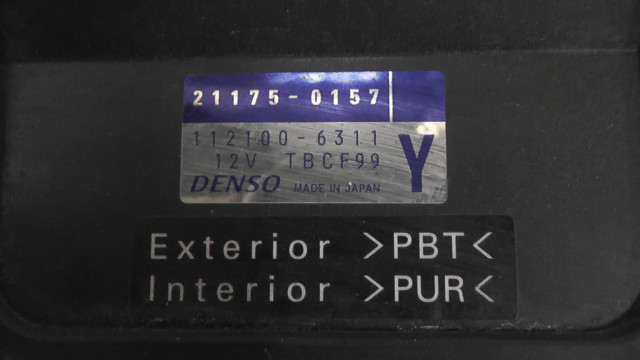 21175-0157
112100-6311
12V TBCF99
Y
DENSO MADE IN JAPAN
Exterior >PBT<
Interior >PUR<